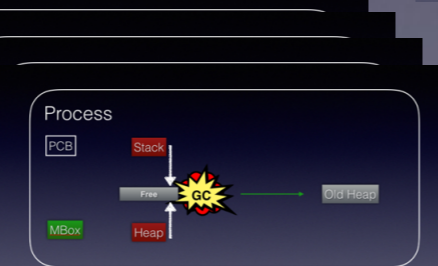 Process
PCB
Stack
Free
GC
Old Heap
MBox
Heap